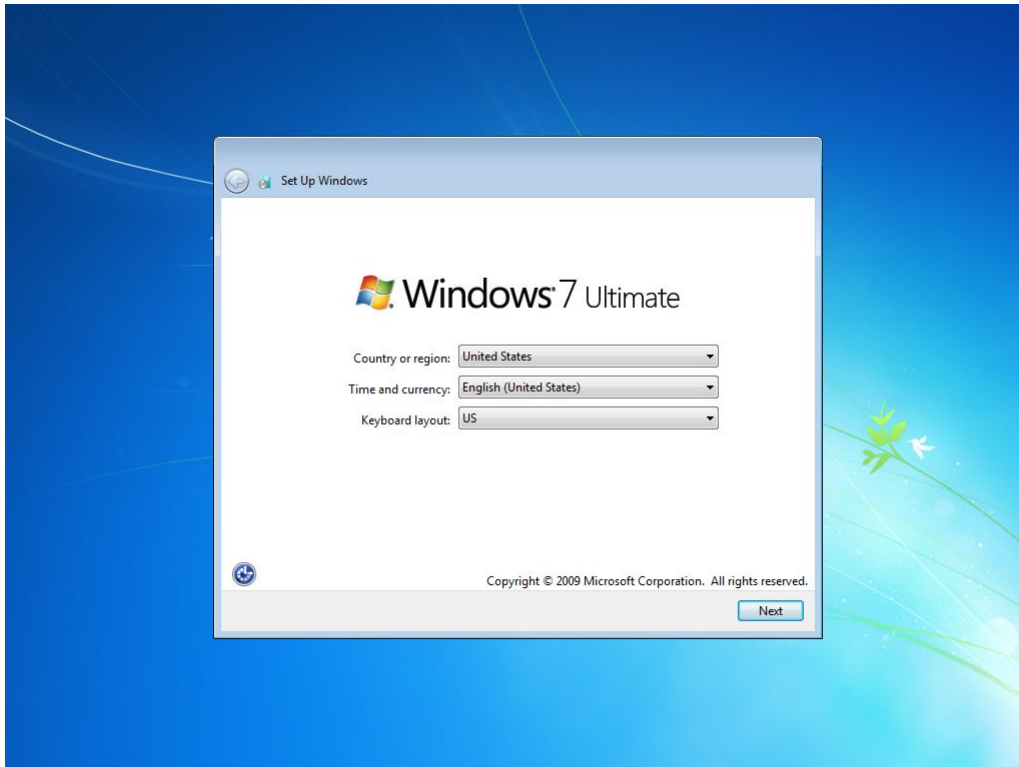 Set Up Windows
Windows 7 Ultimate
Country or region: United States
Time and currency: English (United States)
Keyboard layout: US
Copyright © 2009 Microsoft Corporation. All rights reserved.
Next